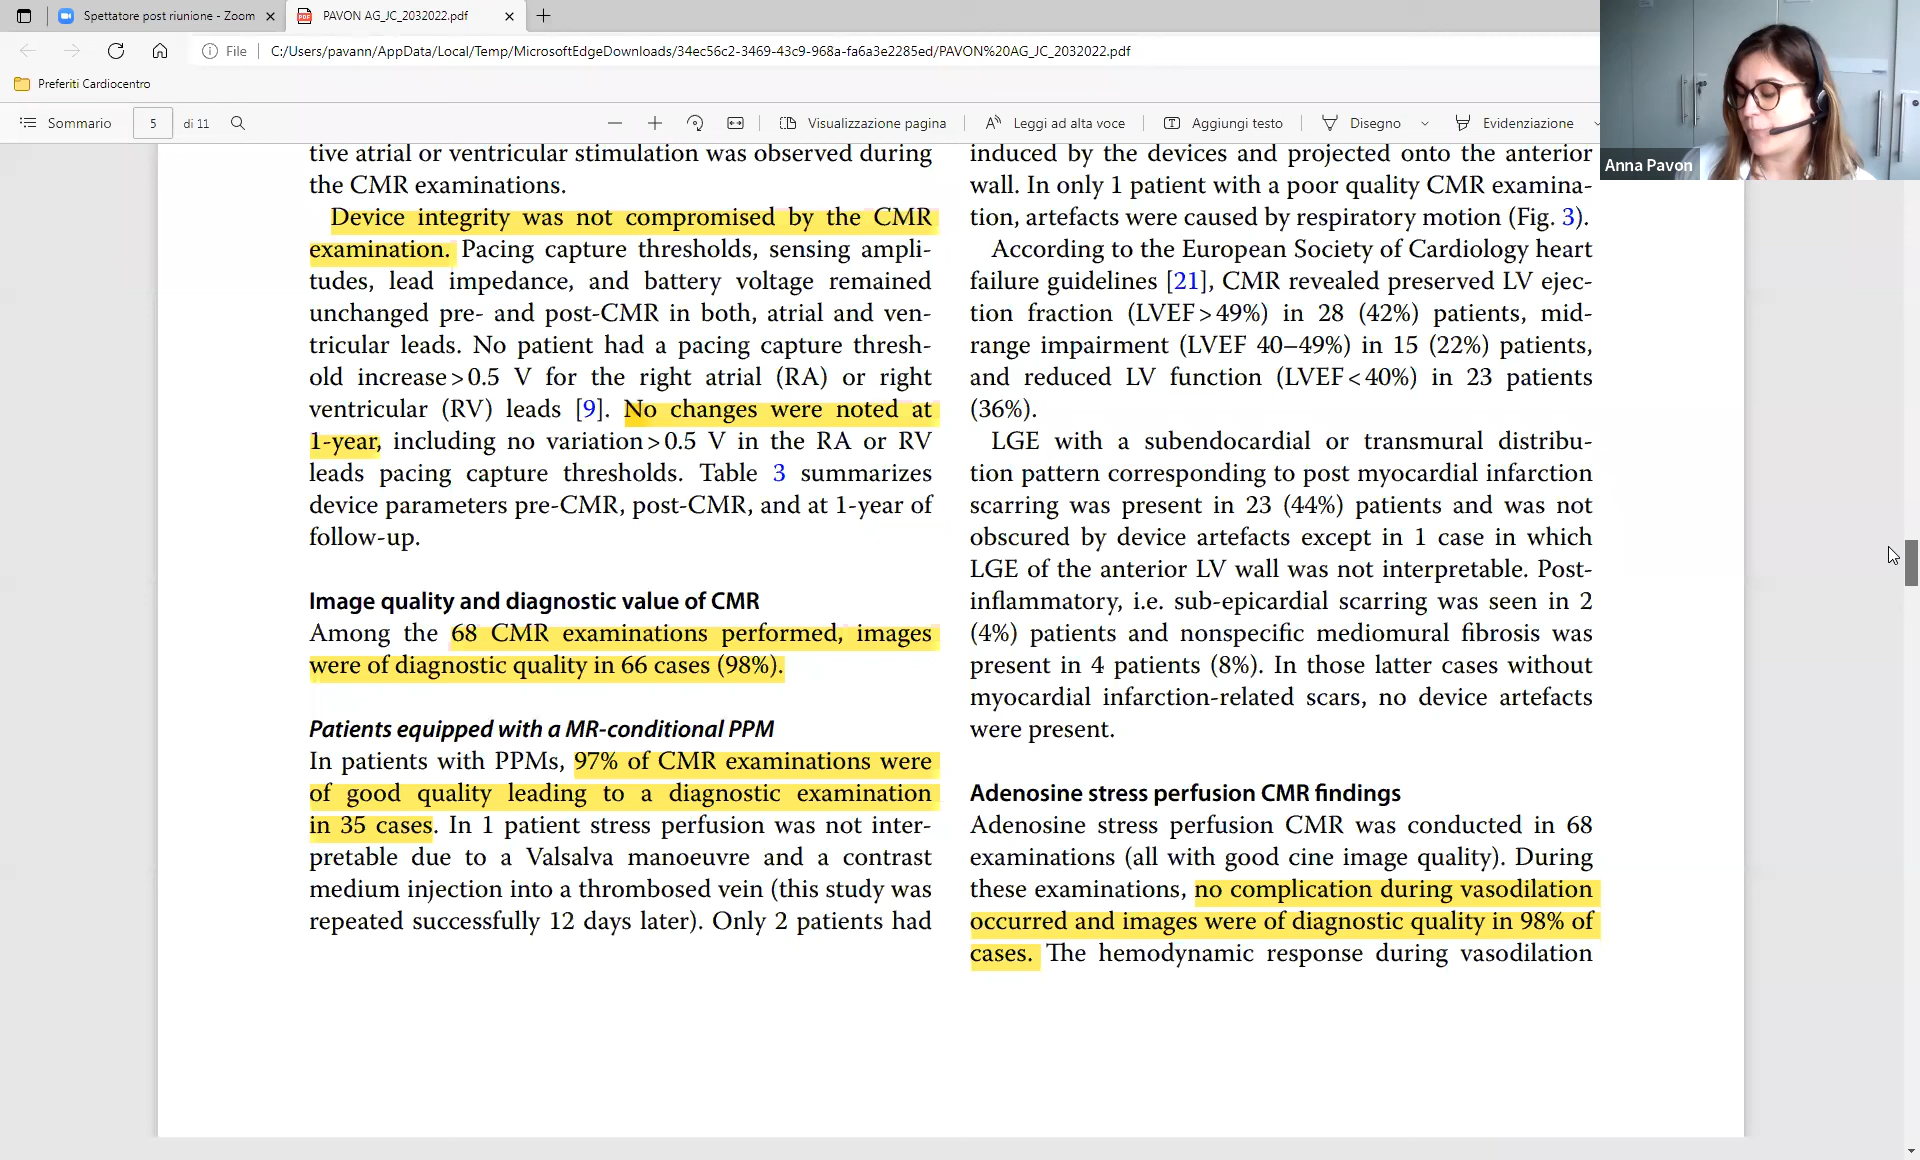 Spettatore post riunione - Zoom
PAVON AG_JC_2032022.pdf
File
C:/Users/pavann/AppData/Local/Temp/MicrosoftEdgeDownloads/34ec56c2-3469-43c9-968a-fa6a3e2285ed/PAVON%20AG_JC_2032022.pdf
Preferiti Cardiocentro
Sommario
5
di 11
Visualizzazione pagina
Leggi ad alta voce
Aggiungi testo
Disegno
Evidenziazione
Anna Pavon
tive atrial or ventricular stimulation was observed during
the CMR examinations.
Device integrity was not compromised by the CMR
examination. Pacing capture thresholds, sensing ampli-
tudes, lead impedance, and battery voltage remained
unchanged pre- and post-CMR in both, atrial and ven-
tricular leads. No patient had a pacing capture thresh-
old increase>0.5 V for the right atrial (RA) or right
ventricular (RV) leads [9]. No changes were noted at
1-year, including no variation>0.5 V in the RA or RV
leads pacing capture thresholds. Table 3 summarizes
device parameters pre-CMR, post-CMR, and at 1-year of
follow-up.
Image quality and diagnostic value of CMR
Among the 68 CMR examinations performed, images
were of diagnostic quality in 66 cases (98%).
Patients equipped with a MR-conditional PPM
In patients with PPMs, 97% of CMR examinations were
of good quality leading to a diagnostic examination
in 35 cases. In 1 patient stress perfusion was not inter-
pretable due to a Valsalva manoeuvre and a contrast
medium injection into a thrombosed vein (this study was
repeated successfully 12 days later). Only 2 patients had
induced by the devices and projected onto the anterior
wall. In only 1 patient with a poor quality CMR examina-
tion, artefacts were caused by respiratory motion (Fig. 3).
According to the European Society of Cardiology heart
failure guidelines [21], CMR revealed preserved LV ejec-
tion fraction (LVEF>49%) in 28 (42%) patients, mid-
range impairment (LVEF 40–49%) in 15 (22%) patients,
and reduced LV function (LVEF<40%) in 23 patients
(36%).
LGE with a subendocardial or transmural distribu-
tion pattern corresponding to post myocardial infarction
scarring was present in 23 (44%) patients and was not
obscured by device artefacts except in 1 case in which
LGE of the anterior LV wall was not interpretable. Post-
inflammatory, i.e. sub-epicardial scarring was seen in 2
(4%) patients and nonspecific mediomural fibrosis was
present in 4 patients (8%). In those latter cases without
myocardial infarction-related scars, no device artefacts
were present.
Adenosine stress perfusion CMR findings
Adenosine stress perfusion CMR was conducted in 68
examinations (all with good cine image quality). During
these examinations, no complication during vasodilation
occurred and images were of diagnostic quality in 98% of
cases. The hemodynamic response during vasodilation